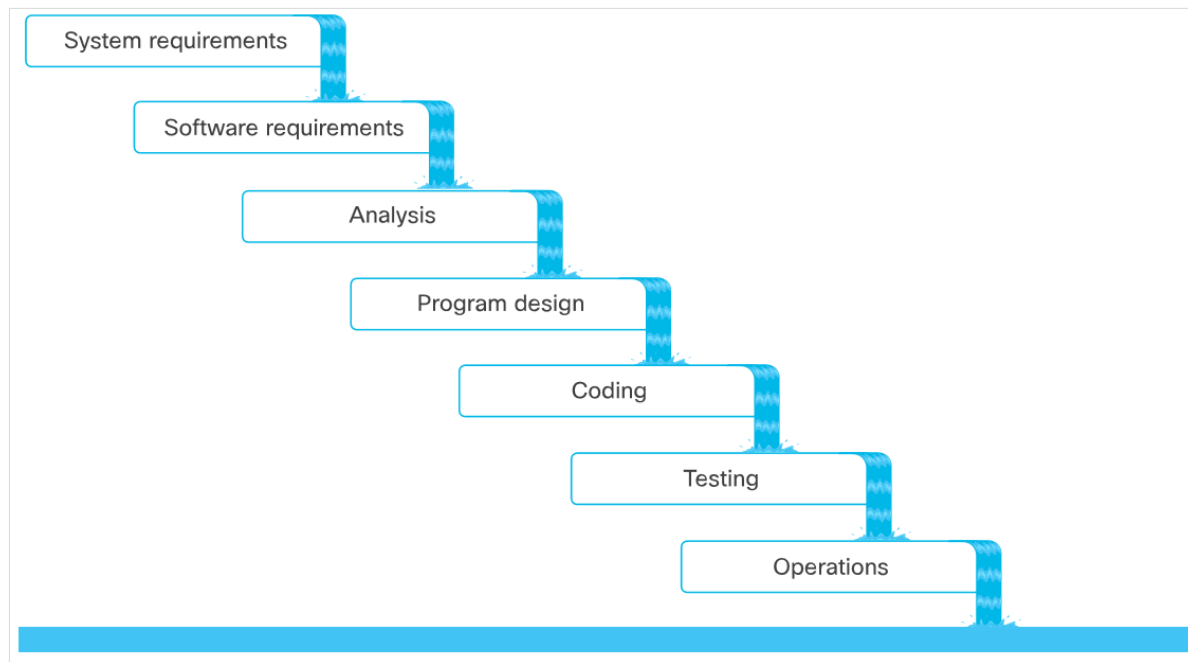 System requirements
Software requirements
Analysis
Program design
Coding
Testing
Operations